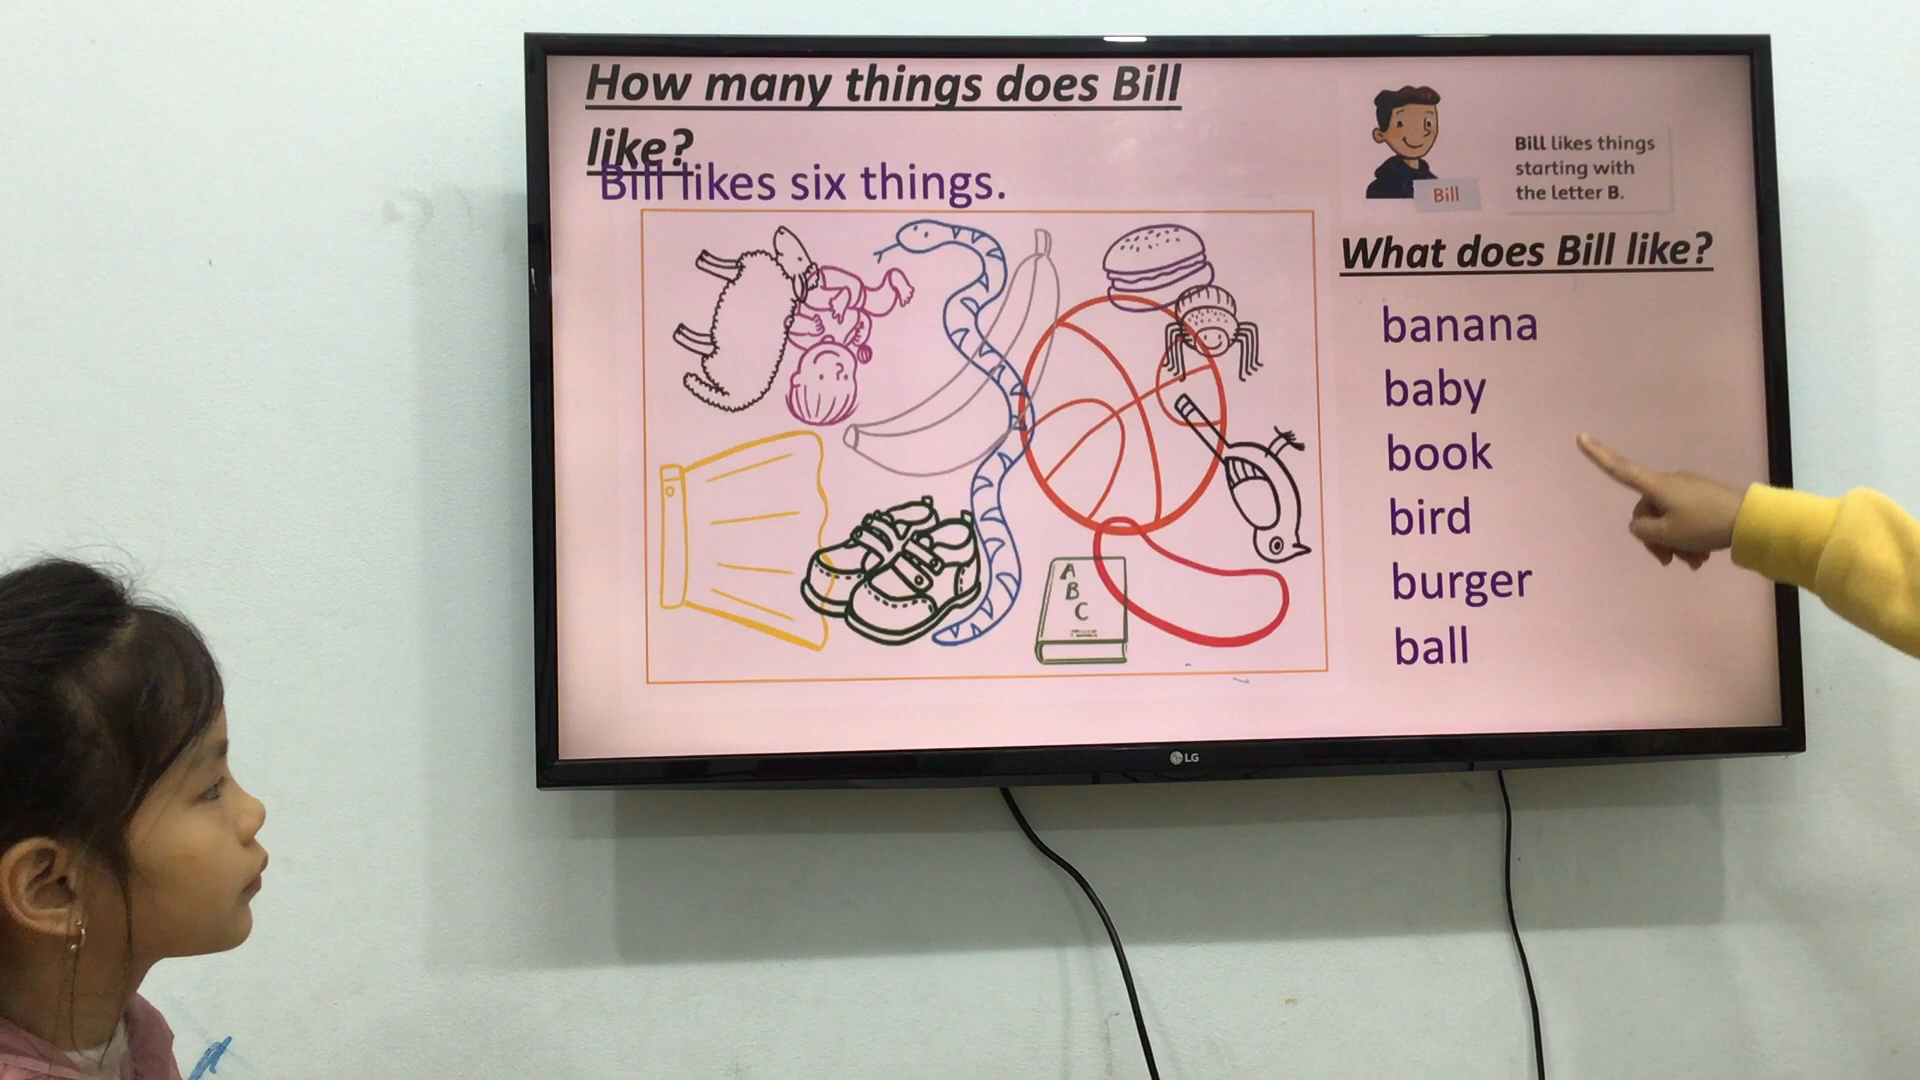 How many things does Bill
like?
Bill likes six things.
Bill
Bill likes things
starting with
the letter B.
What does Bill like?
banana
baby
book
bird
burger
ball
A
B
C
LG